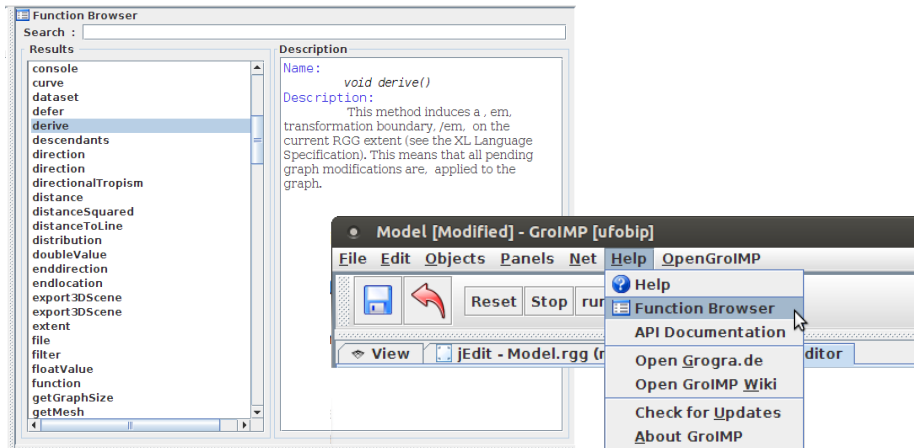 Function Browser
Search :
Results
console
curve
dataset
defer
derive
descendants
direction
direction
directionalTropism
distance
distanceSquared
distanceToLine
distribution
doubleValue
enddirection
endlocation
export3DScene
export3DScene
extent
file
filter
floatValue
function
getGraphSize
getMesh
Description
Name:
void derive()
Description:
This method induces a , em,
transformation boundary, /em, on the
current RGG extent (see the XL Language
Specification). This means that all pending
graph modifications are, applied to the
graph.
Model [Modified] - GroIMP [ufobip]
File Edit Objects Panels Net Help OpenGroIMP
Reset Stop rur
View jEdit - Model.rgg (r ditor
Help
Function Browser
API Documentation
Open Grogra.de
Open GroIMP Wiki
Check for Updates
About GroIMP